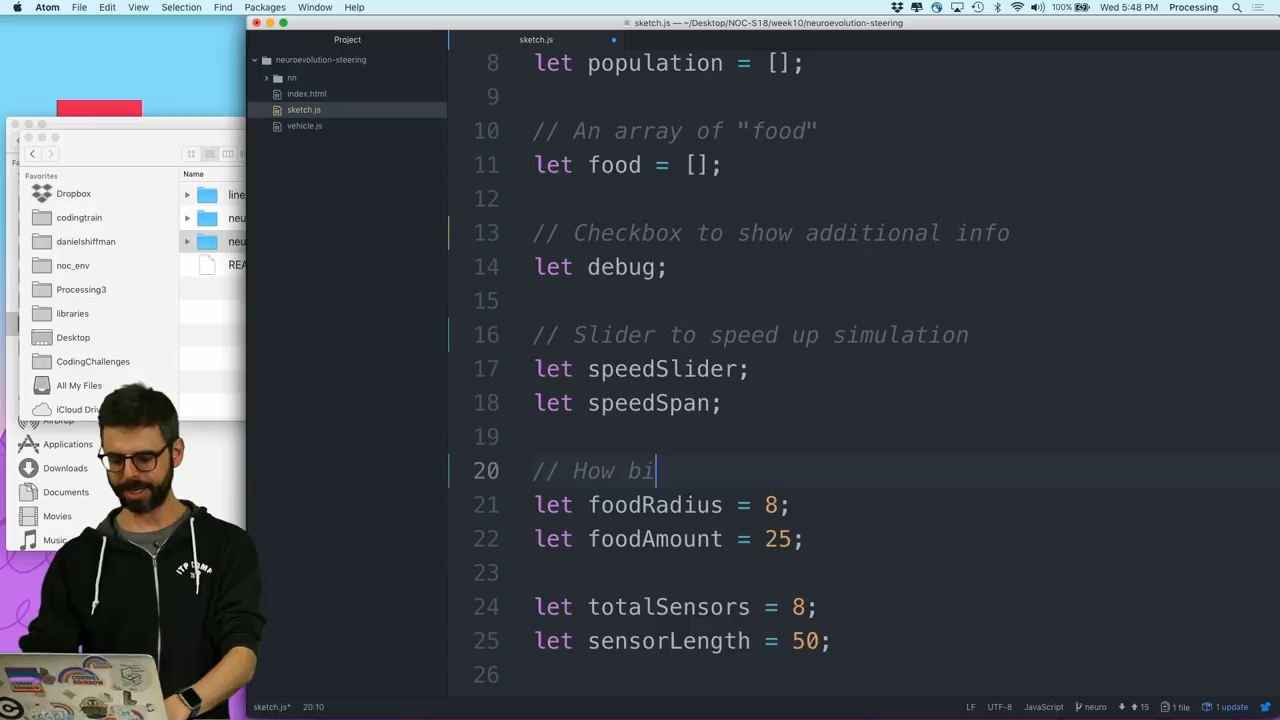 Atom File Edit View Selection Find Packages Window Help
100% Wed 5:48 PM Processing
sketch.js — ~/Desktop/NOC-S18/week10/neuroevolution-steering
Project
sketch.js
neuroevolution-steering
nn
index.html
sketch.js
vehicle.js
Favorites
Dropbox
codingtrain
danielshiffman
noc_env
Processing3
libraries
Desktop
CodingChallenges
All My Files
iCloud Driv
Applications
Downloads
Documents
Movies
Music
Name
line
neu
neu
REA
8 let population = [];
9
10 // An array of "food"
11 let food = [];
12
13 // Checkbox to show additional info
14 let debug;
15
16 // Slider to speed up simulation
17 let speedSlider;
18 let speedSpan;
19
20 // How bi
21 let foodRadius = 8;
22 let foodAmount = 25;
23
24 let totalSensors = 8;
25 let sensorLength = 50;
26
ITP
sketch.js* 20:10
LF UTF-8 JavaScript neuro 15 1 file 1 update